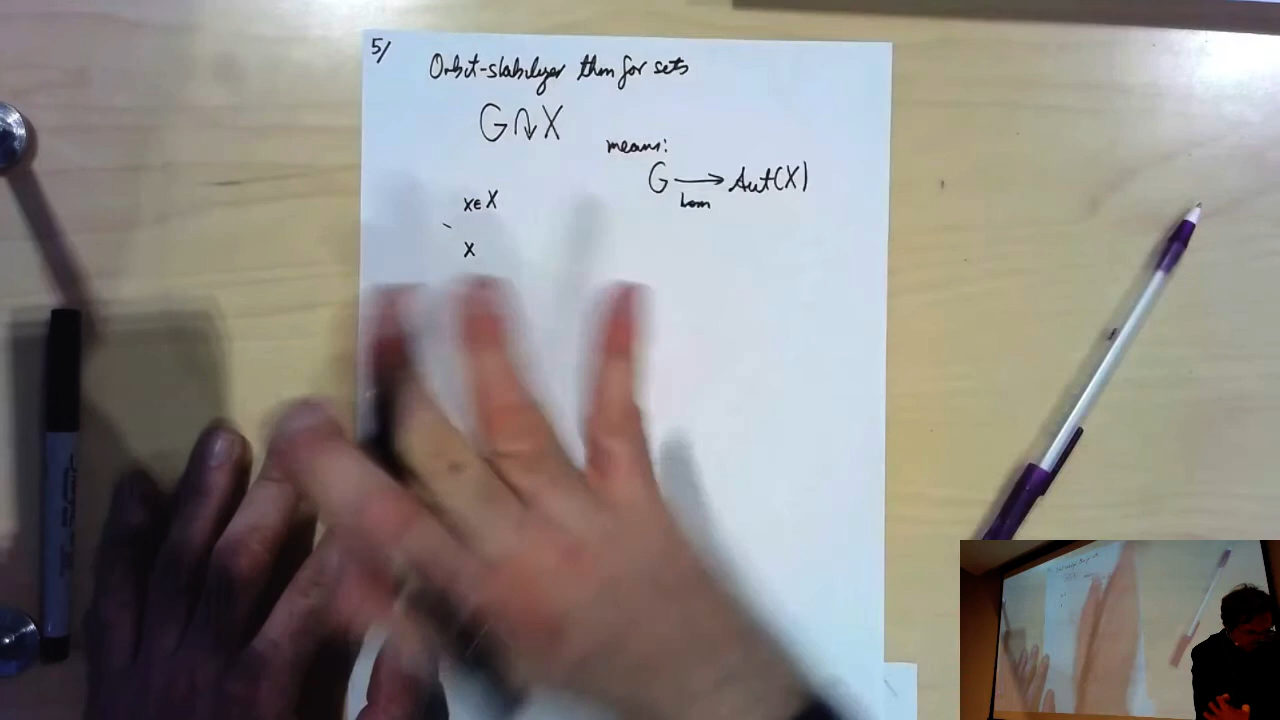 5/
Orbit-stabilizer thm for sets
G↷X
means:
G ⟶ Aut(X)
hom
x∈X
x